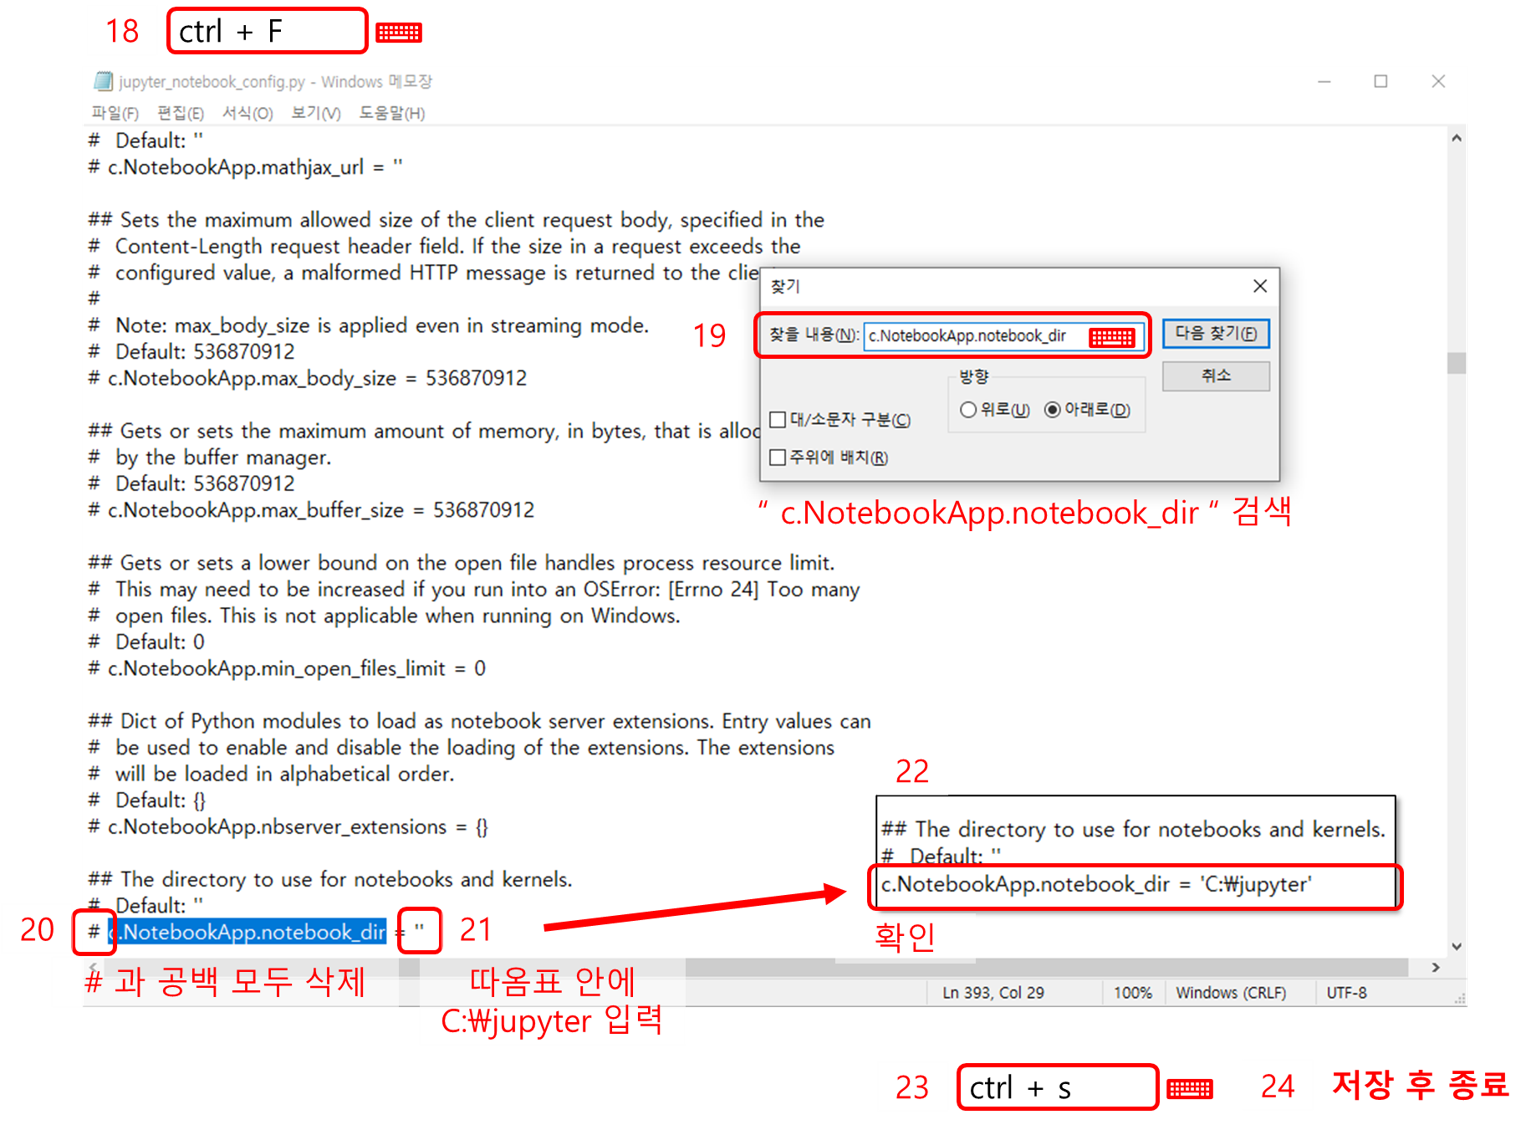 18 ctrl + F
jupyter_notebook_config.py - Windows 메모장
파일(F) 편집(E) 서식(O) 보기(V) 도움말(H)
#  Default: ''
# c.NotebookApp.mathjax_url = ''
## Sets the maximum allowed size of the client request body, specified in the
#  Content-Length request header field. If the size in a request exceeds the
#  configured value, a malformed HTTP message is returned to the
#
#  Note: max_body_size is applied even in streaming mode.
#  Default: 536870912
# c.NotebookApp.max_body_size = 536870912
## Gets or sets the maximum amount of memory, in bytes, that is
#  by the buffer manager.
#  Default: 536870912
# c.NotebookApp.max_buffer_size = 536870912
## Gets or sets a lower bound on the open file handles process resource limit.
#  This may need to be increased if you run into an OSError: [Errno 24] Too many
#  open files. This is not applicable when running on Windows.
#  Default: 0
# c.NotebookApp.min_open_files_limit = 0
## Dict of Python modules to load as notebook server extensions. Entry values can
#  be used to enable and disable the loading of the extensions. The extensions
#  will be loaded in alphabetical order.
#  Default: {}
# c.NotebookApp.nbserver_extensions = {}
## The directory to use for notebooks and kernels.
#  Default: ''
20 # c.NotebookApp.notebook_dir = '' 21
# 과 공백 모두 삭제
따옴표 안에
C:₩jupyter 입력
찾기
19 찾을 내용(N): c.NotebookApp.notebook_dir 다음 찾기(F)
취소
방향
위로(U) 아래로(D)
대/소문자 구분(C)
주위에 배치(R)
“ c.NotebookApp.notebook_dir “ 검색
22
## The directory to use for notebooks and kernels.
#  Default: ''
c.NotebookApp.notebook_dir = 'C:₩jupyter'
확인
Ln 393, Col 29 100% Windows (CRLF) UTF-8
23 ctrl + s 24 저장 후 종료